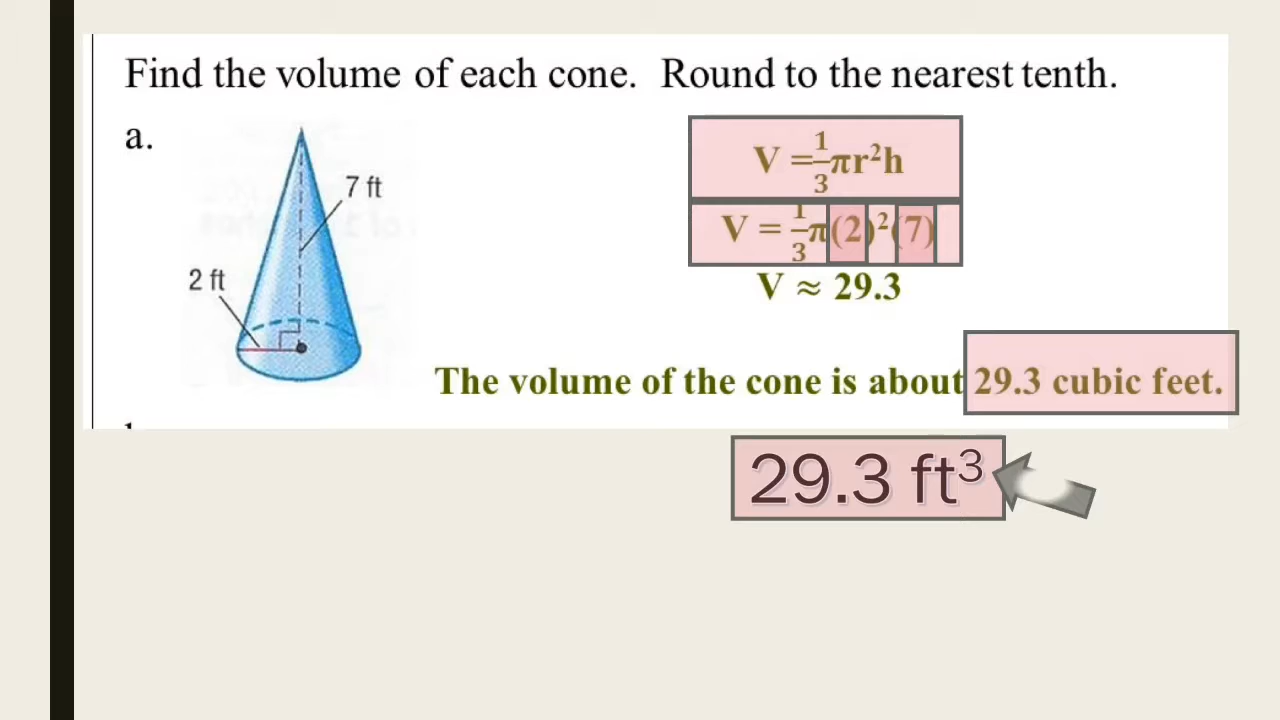 Find the volume of each cone. Round to the nearest tenth.
a.
7 ft
2 ft
V = 1/3 πr²h
V = 1/3 π(2)²(7)
V ≈ 29.3
The volume of the cone is about 29.3 cubic feet.
29.3 ft³